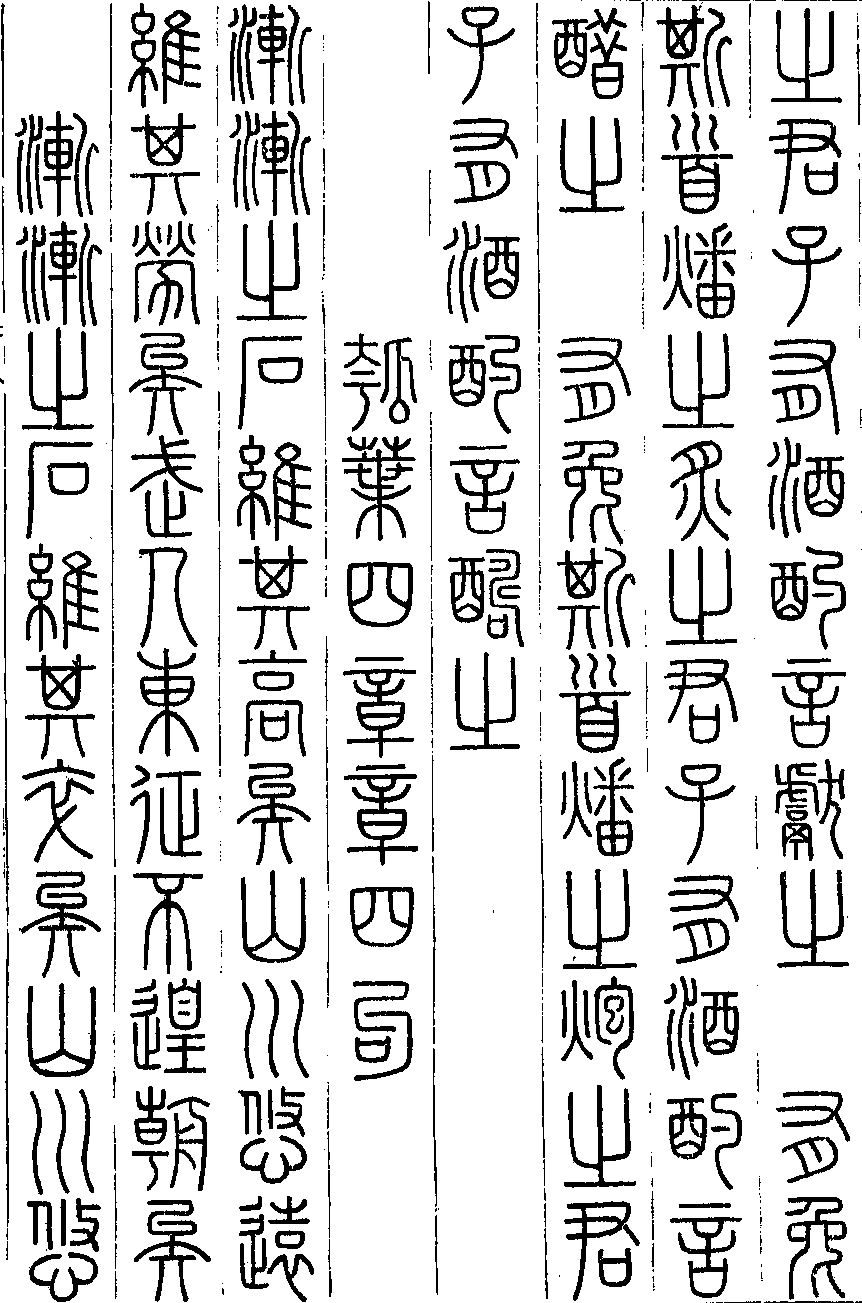 之君子有酒酌言獻之　有兔
斯首燔之炙之君子有酒酌言
醋之　有兔斯首燔之炮之君
子有酒酌言醻之
瓠葉四章章四句
漸漸之石維其高矣山川悠遠
維其勞矣武人東征不遑朝矣
漸漸之石維其卒矣山川悠